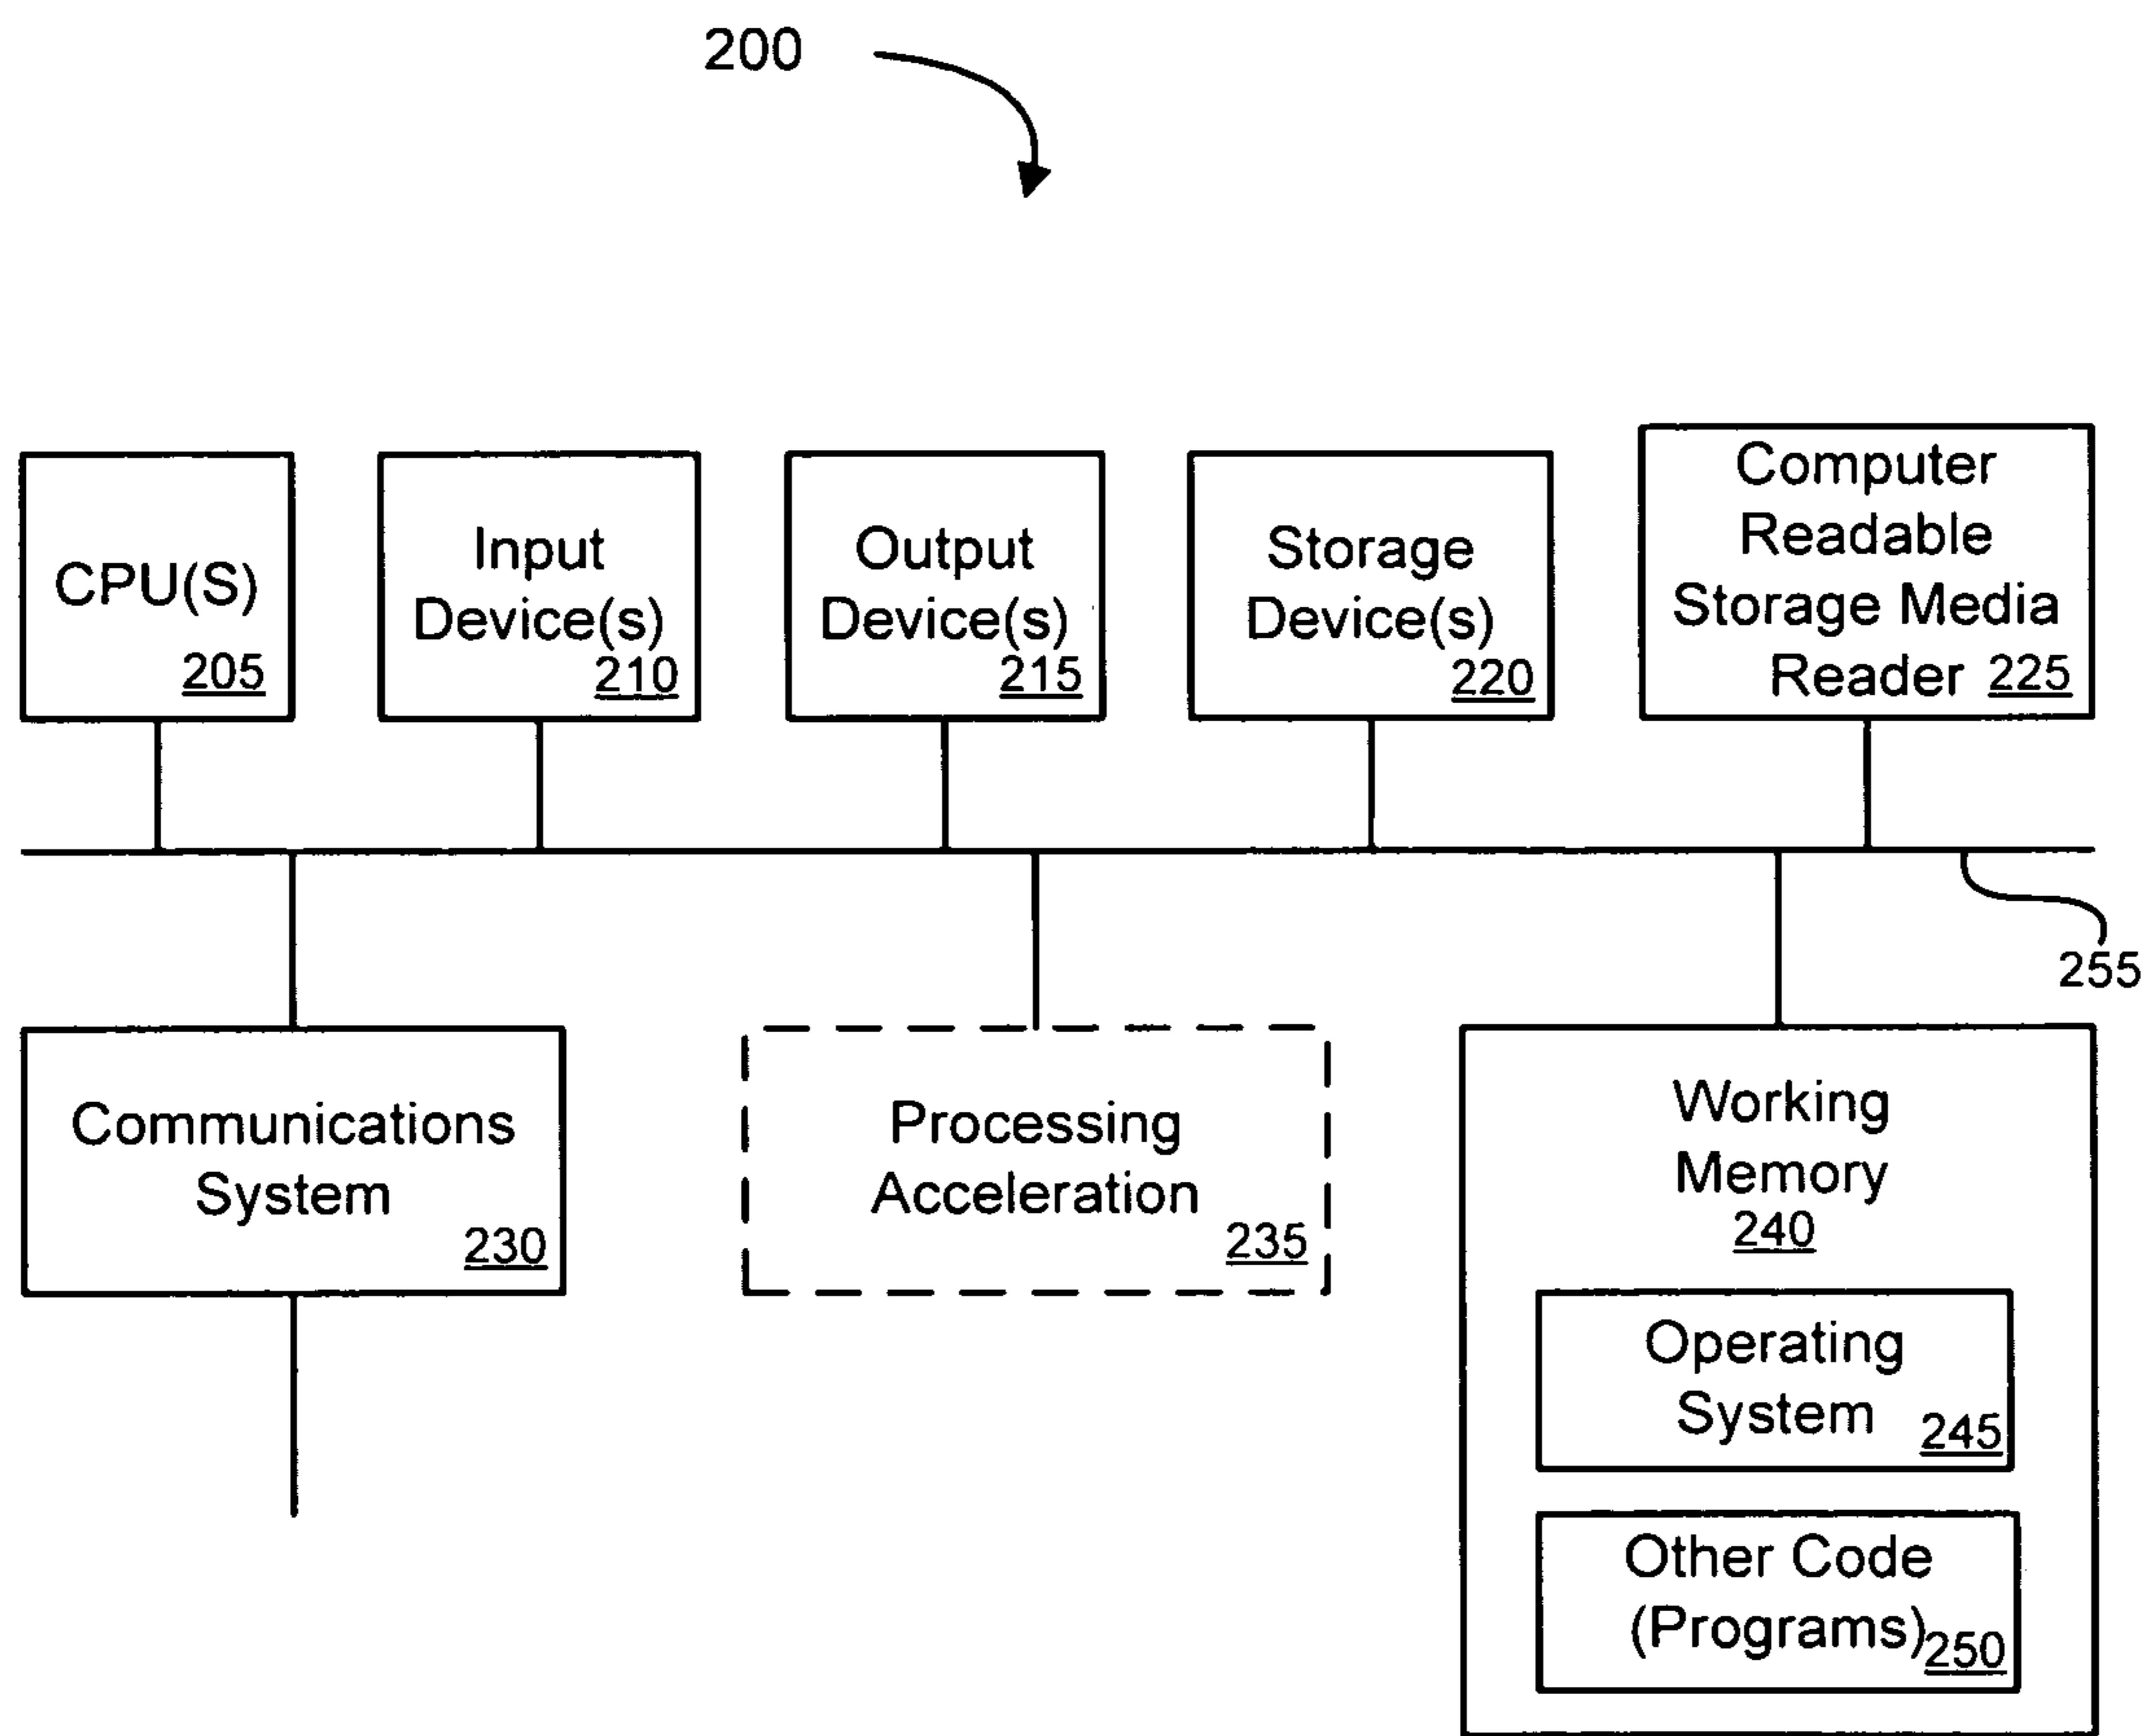 200
CPU(S)
205
Input
Device(s)
210
Output
Device(s)
215
Storage
Device(s)
220
Computer
Readable
Storage Media
Reader 225
255
Communications
System
230
Processing
Acceleration
235
Working
Memory
240
Operating
System
245
Other Code
(Programs)
250